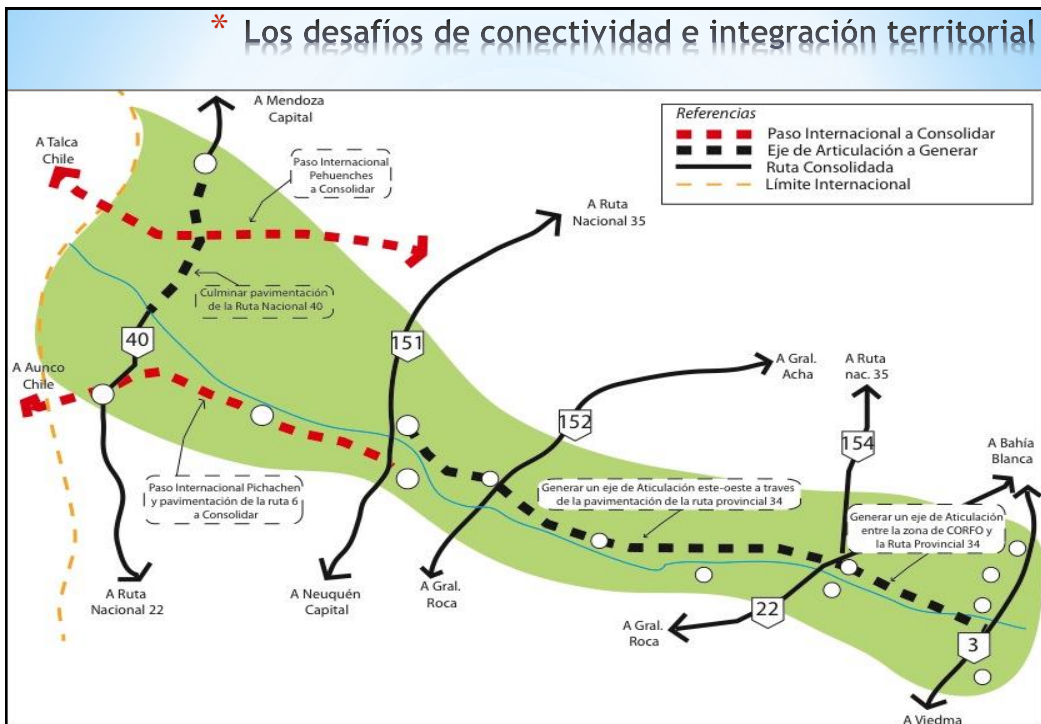 * Los desafíos de conectividad e integración territorial
A Mendoza
Capital
A Talca
Chile
Paso Internacional
Pehuenches
a Consolidar
Referencias
Paso Internacional a Consolidar
Eje de Articulación a Generar
Ruta Consolidada
Límite Internacional
A Ruta
Nacional 35
Culminar pavimentación
de la Ruta Nacional 40
40
151
A Aunco
Chile
A Gral.
Acha
A Ruta
nac. 35
152
154
A Bahía
Blanca
Paso Internacional Pichachen
y pavimentación de la ruta 6
a Consolidar
Generar un eje de Aticulación este-oeste a traves
de la pavimentación de la ruta provincial 34
Generar un eje de Aticulación
entre la zona de CORFO y
la Ruta Provincial 34
A Ruta
Nacional 22
A Neuquén
Capital
A Gral.
Roca
A Gral.
Roca
22
3
A Viedma